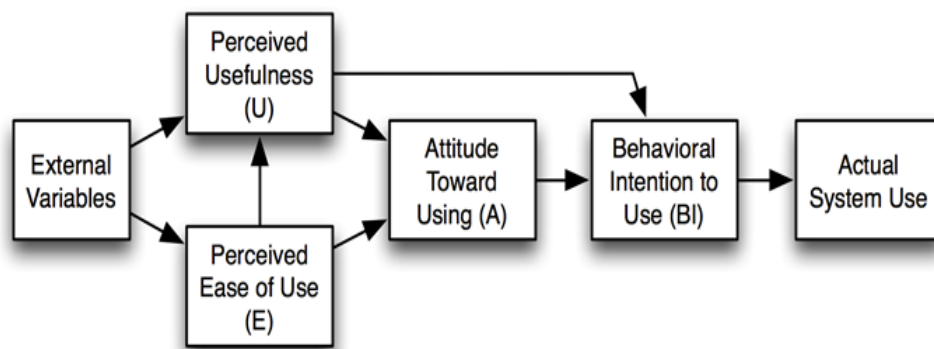 External
Variables
Perceived
Usefulness
(U)
Perceived
Ease of Use
(E)
Attitude
Toward
Using (A)
Behavioral
Intention to
Use (BI)
Actual
System Use